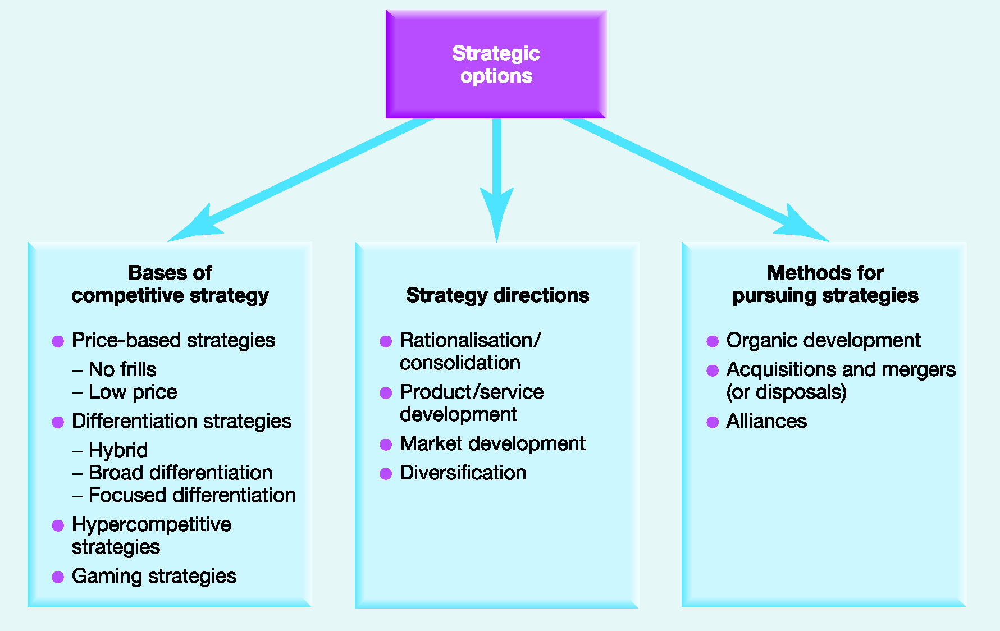 Strategic
options
Bases of
competitive strategy
● Price-based strategies
– No frills
– Low price
● Differentiation strategies
– Hybrid
– Broad differentiation
– Focused differentiation
● Hypercompetitive
strategies
● Gaming strategies
Strategy directions
● Rationalisation/
consolidation
● Product/service
development
● Market development
● Diversification
Methods for
pursuing strategies
● Organic development
● Acquisitions and mergers
(or disposals)
● Alliances